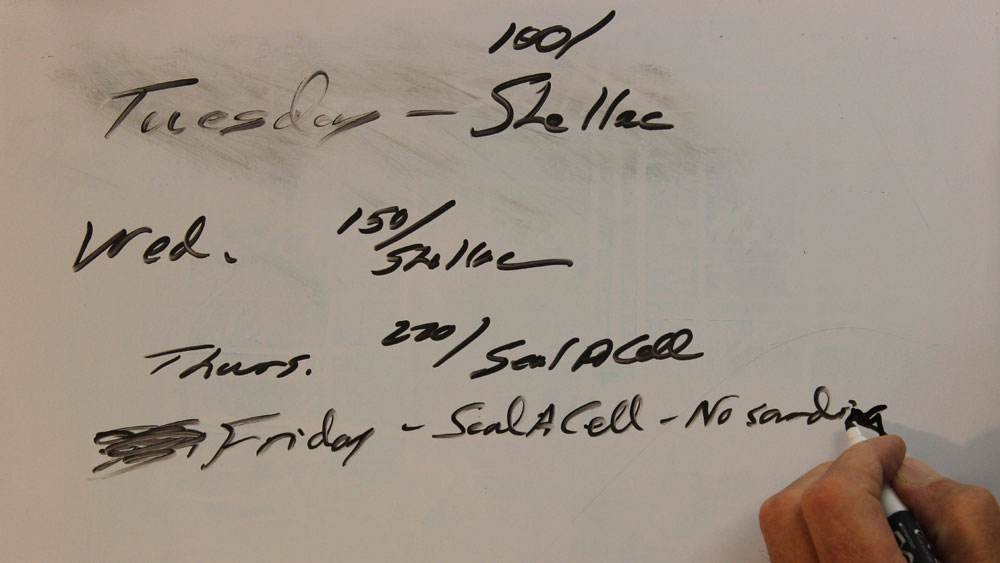 100/
Tuesday - Shellac
Wed. 150/
Shellac
Thurs. 220/ Seal A Cell
Friday - Seal A Cell - No sanding